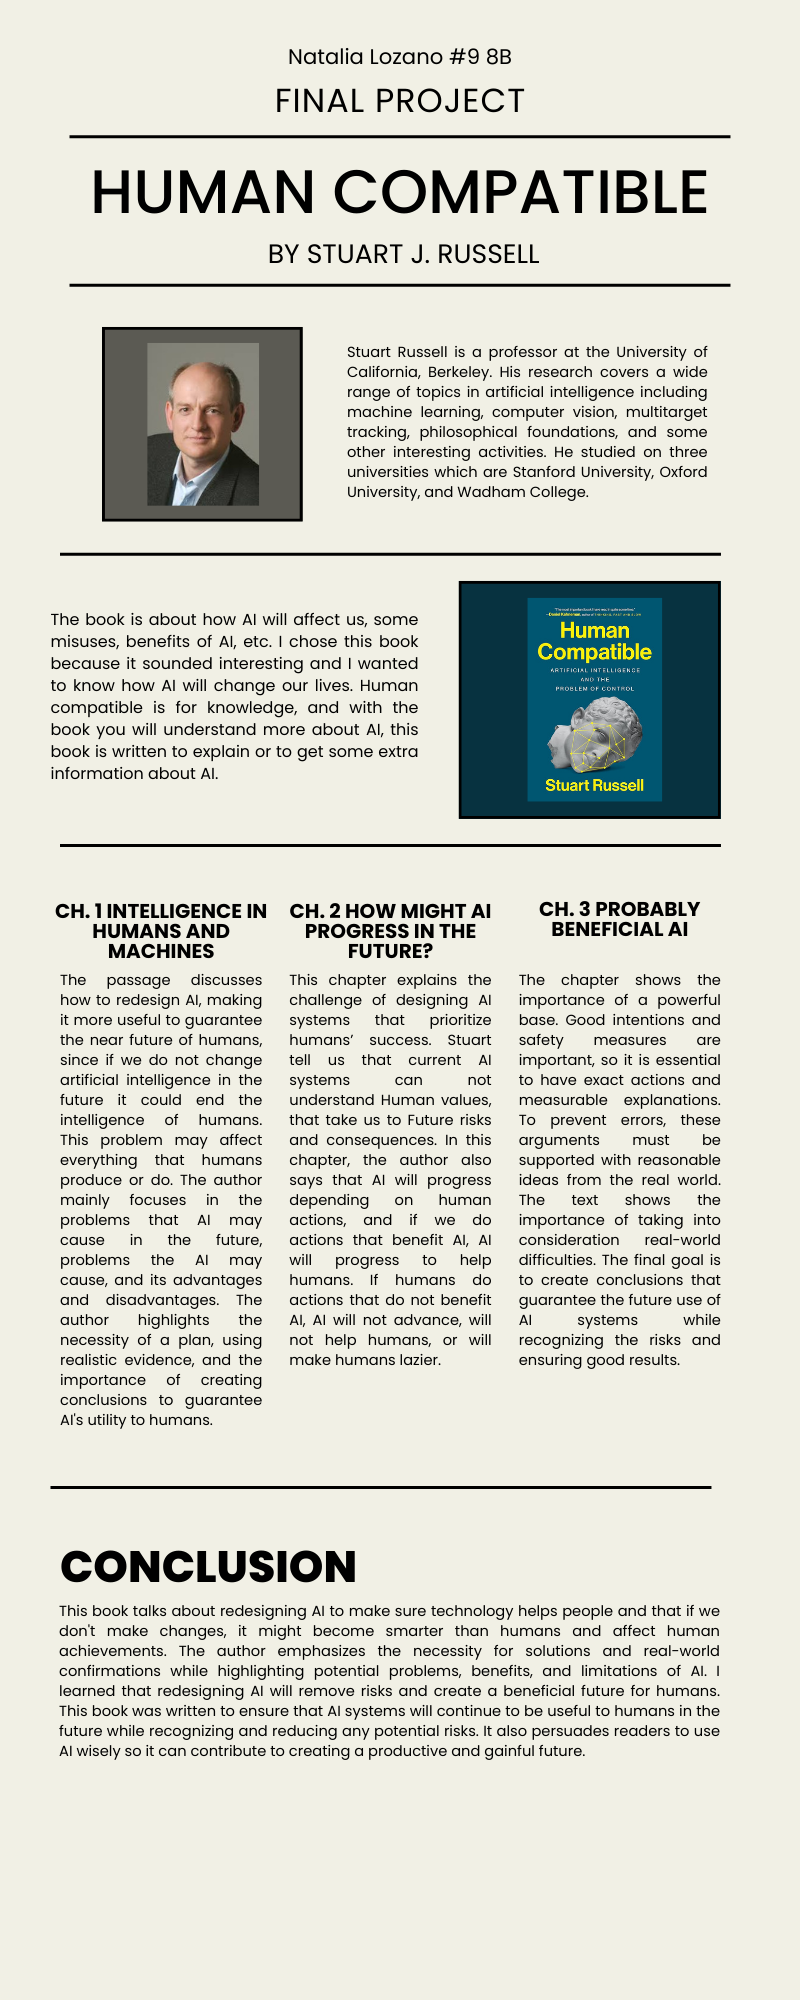 Natalia Lozano #9 8B
FINAL PROJECT
HUMAN COMPATIBLE
BY STUART J. RUSSELL
Stuart Russell is a professor at the University of
California, Berkeley. His research covers a wide
range of topics in artificial intelligence including
machine learning, computer vision, multitarget
tracking, philosophical foundations, and some
other interesting activities. He studied on three
universities which are Stanford University, Oxford
University, and Wadham College.
The book is about how AI will affect us, some
misuses, benefits of AI, etc. I chose this book
because it sounded interesting and I wanted
to know how AI will change our lives. Human
compatible is for knowledge, and with the
book you will understand more about AI, this
book is written to explain or to get some extra
information about AI.
Human
Compatible
ARTIFICIAL INTELLIGENCE
AND THE
PROBLEM OF CONTROL
Stuart Russell
CH. 1 INTELLIGENCE IN
HUMANS AND
MACHINES
The passage discusses
how to redesign AI, making
it more useful to guarantee
the near future of humans,
since if we do not change
artificial intelligence in the
future it could end the
intelligence of humans.
This problem may affect
everything that humans
produce or do. The author
mainly focuses in the
problems that AI may
cause in the future,
problems the AI may
cause, and its advantages
and disadvantages. The
author highlights the
necessity of a plan, using
realistic evidence, and the
importance of creating
conclusions to guarantee
AI's utility to humans.
CH. 2 HOW MIGHT AI
PROGRESS IN THE
FUTURE?
This chapter explains the
challenge of designing AI
systems that prioritize
humans’ success. Stuart
tell us that current AI
systems can not
understand Human values,
that take us to Future risks
and consequences. In this
chapter, the author also
says that AI will progress
depending on human
actions, and if we do
actions that benefit AI, AI
will progress to help
humans. If humans do
actions that do not benefit
AI, AI will not advance, will
not help humans, or will
make humans lazier.
CH. 3 PROBABLY
BENEFICIAL AI
The chapter shows the
importance of a powerful
base. Good intentions and
safety measures are
important, so it is essential
to have exact actions and
measurable explanations.
To prevent errors, these
arguments must be
supported with reasonable
ideas from the real world.
The text shows the
importance of taking into
consideration real-world
difficulties. The final goal is
to create conclusions that
guarantee the future use of
AI systems while
recognizing the risks and
ensuring good results.
CONCLUSION
This book talks about redesigning AI to make sure technology helps people and that if we
don't make changes, it might become smarter than humans and affect human
achievements. The author emphasizes the necessity for solutions and real-world
confirmations while highlighting potential problems, benefits, and limitations of AI. I
learned that redesigning AI will remove risks and create a beneficial future for humans.
This book was written to ensure that AI systems will continue to be useful to humans in the
future while recognizing and reducing any potential risks. It also persuades readers to use
AI wisely so it can contribute to creating a productive and gainful future.